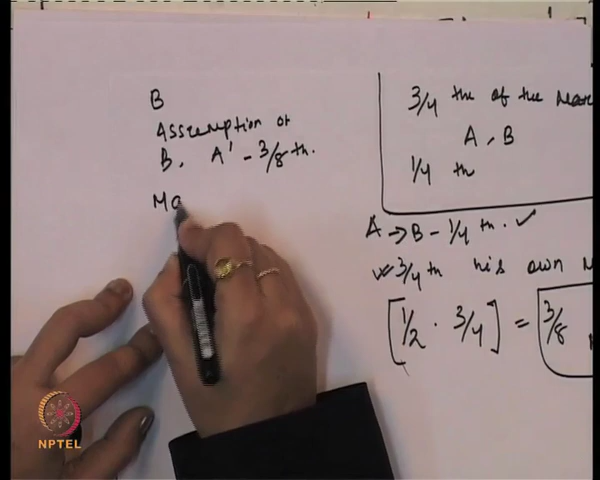 B
Assumption of
B, A' - 3/8 th.
Ma
3/4 the of the
A, B
1/4 th
A → B - 1/4 th. ✓
3/4 th his own
[1/2 · 3/4] = 3/8
NPTEL